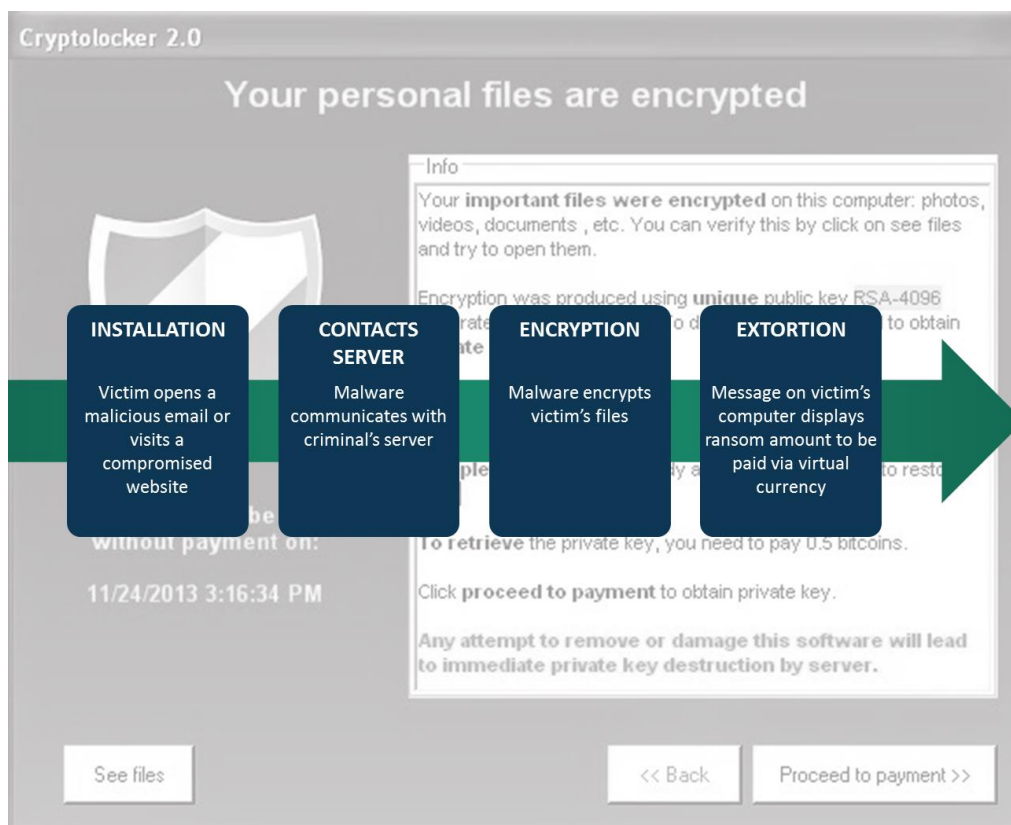 Cryptolocker 2.0
Your personal files are encrypted
Info
Your important files were encrypted on this computer: photos,
videos, documents , etc. You can verify this by click on see files
and try to open them.
Encryption was produced using unique public key RSA-4096
to obtain
INSTALLATION
Victim opens a
malicious email or
visits a
compromised
website
CONTACTS
SERVER
Malware
communicates with
criminal's server
ENCRYPTION
Malware encrypts
victim's files
EXTORTION
Message on victim's
computer displays
ransom amount to be
paid via virtual
currency
without payment on:
11/24/2013 3:16:34 PM
To retrieve the private key, you need to pay 0.5 bitcoins.
Click proceed to payment to obtain private key.
Any attempt to remove or damage this software will lead
to immediate private key destruction by server.
See files
<< Back
Proceed to payment >>